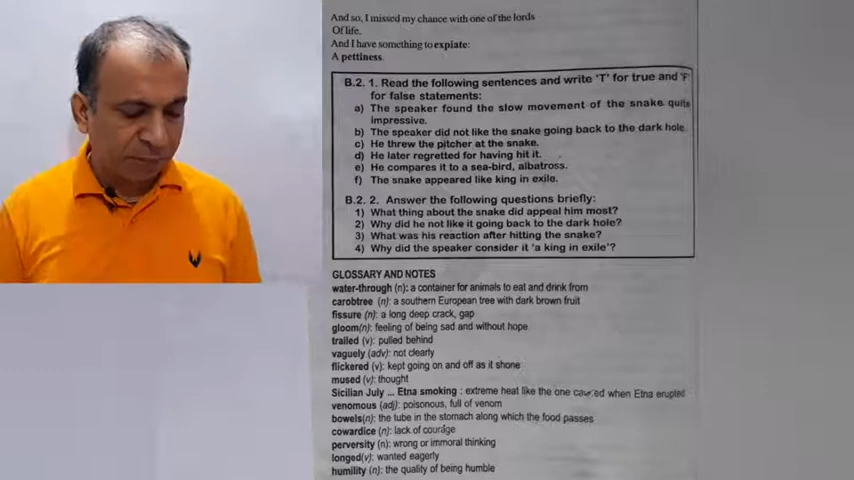 And so, I missed my chance with one of the lords
Of life.
And I have something to expiate:
A pettiness.
B.2. 1. Read the following sentences and write 'T' for true and 'F'
for false statements:
a) The speaker found the slow movement of the snake quite
impressive.
b) The speaker did not like the snake going back to the dark hole.
c) He threw the pitcher at the snake.
d) He later regretted for having hit it.
e) He compares it to a sea-bird, albatross.
f) The snake appeared like king in exile.
B.2. 2. Answer the following questions briefly:
1) What thing about the snake did appeal him most?
2) Why did he not like it going back to the dark hole?
3) What was his reaction after hitting the snake?
4) Why did the speaker consider it 'a king in exile'?
GLOSSARY AND NOTES
water-through (n): a container for animals to eat and drink from
carobtree (n): a southern European tree with dark brown fruit
fissure (n): a long deep crack, gap
gloom(n): feeling of being sad and without hope
trailed (v): pulled behind
vaguely (adv): not clearly
flickered (v): kept going on and off as it shone
mused (v): thought
Sicilian July ... Etna smoking : extreme heat like the one caused when Etna erupted
venomous (adj): poisonous, full of venom
bowels(n): the tube in the stomach along which the food passes
cowardice (n): lack of courage
perversity (n): wrong or immoral thinking
longed(v): wanted eagerly
humility (n): the quality of being humble